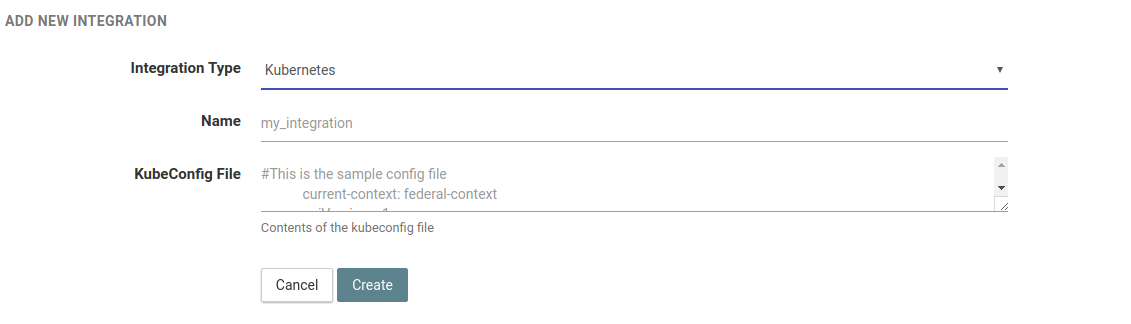 ADD NEW INTEGRATION
Integration Type Kubernetes
Name my_integration
KubeConfig File #This is the sample config file
current-context: federal-context
Contents of the kubeconfig file
Cancel Create